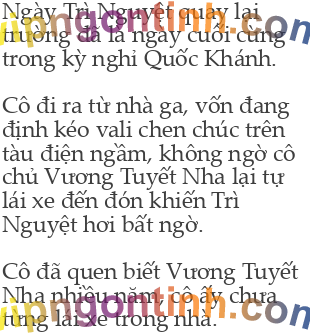 Ngày Trì Nguyệt quay lại
trường đã là ngày cuối cùng
trong kỳ nghỉ Quốc Khánh.
Cô đi ra từ nhà ga, vốn đang
định kéo vali chen chúc trên
tàu điện ngầm, không ngờ cô
chủ Vương Tuyết Nha lại tự
lái xe đến đón khiến Trì
Nguyệt hơi bất ngờ.
Cô đã quen biết Vương Tuyết
Nha nhiều năm, cô ấy chưa
từng lái xe trong nhà.
vipngontinh.com
vipngontinh.com